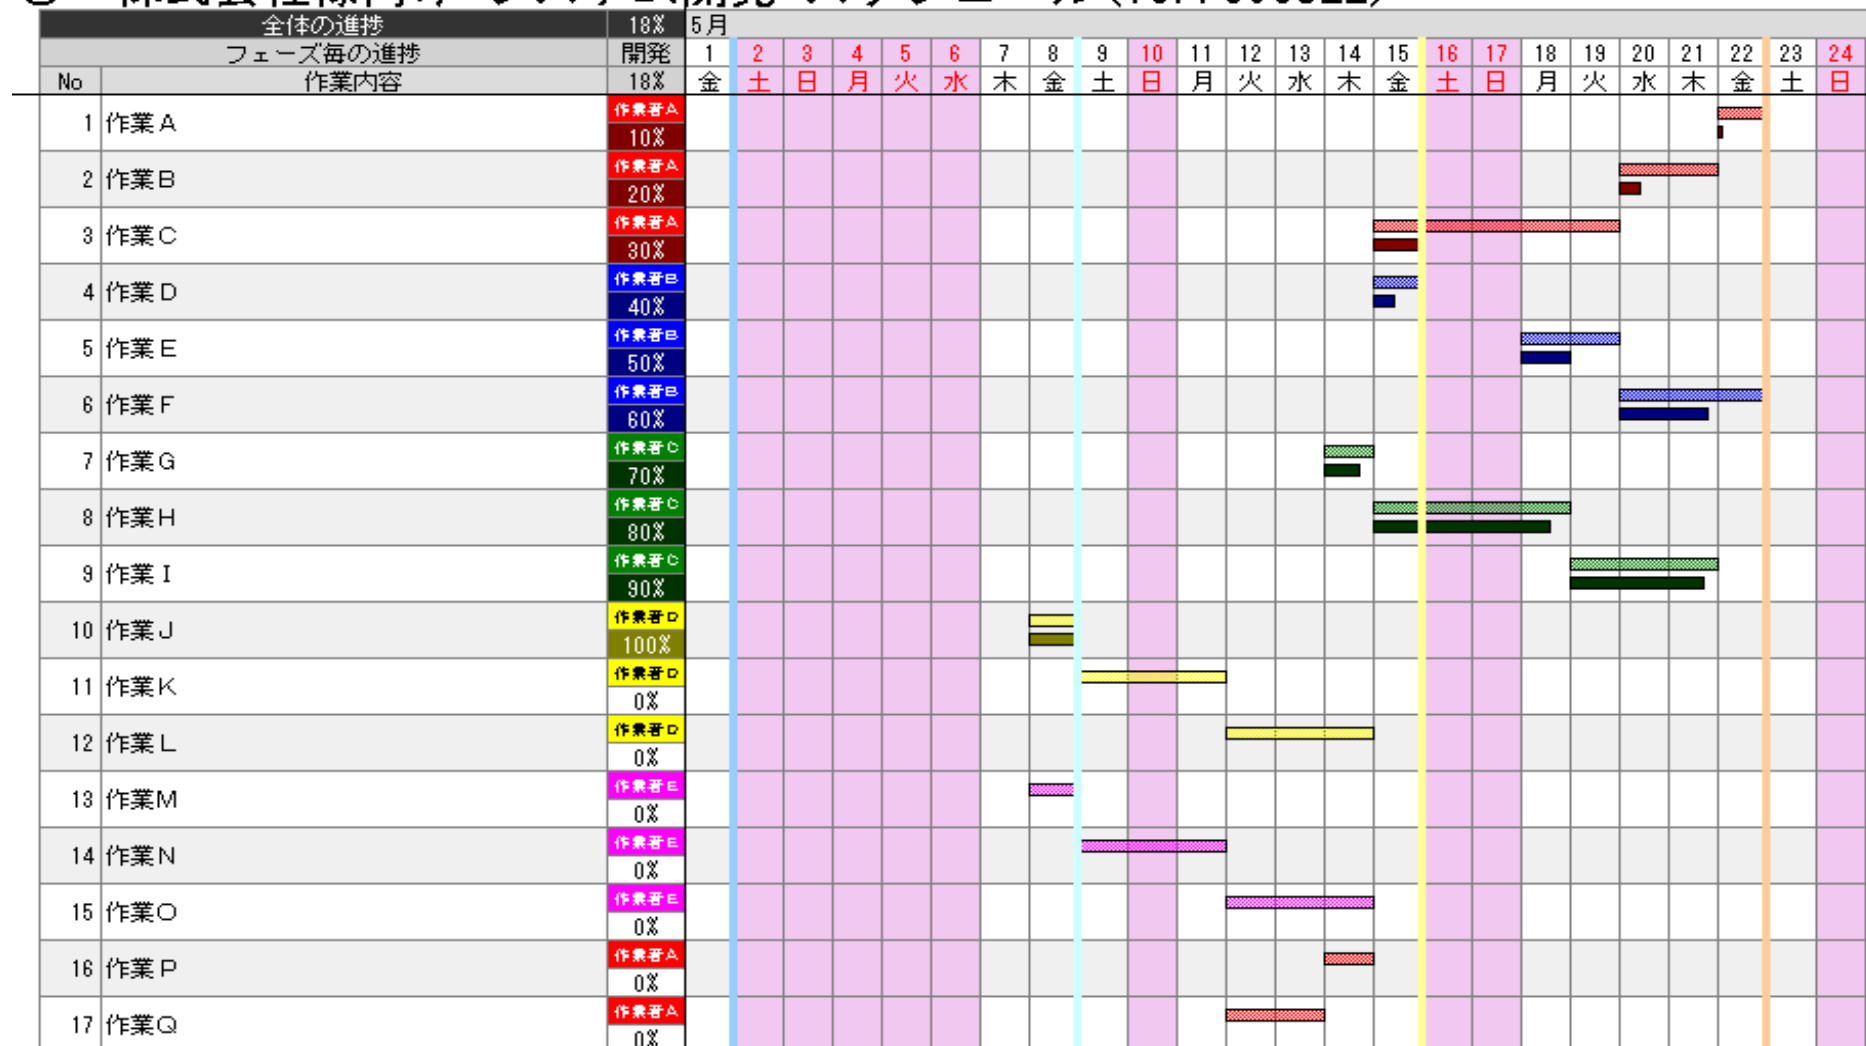 全体の進捗 18% 5月
フェーズ毎の進捗 開発 1 2 3 4 5 6 7 8 9 10 11 12 13 14 15 16 17 18 19 20 21 22 23 24
No 作業内容 18% 金 土 日 月 火 水 木 金 土 日 月 火 水 木 金 土 日 月 火 水 木 金 土 日
1 作業A 作業者A
10%
2 作業B 作業者A
20%
3 作業C 作業者A
30%
4 作業D 作業者B
40%
5 作業E 作業者B
50%
6 作業F 作業者B
60%
7 作業G 作業者C
70%
8 作業H 作業者C
80%
9 作業I 作業者C
90%
10 作業J 作業者D
100%
11 作業K 作業者D
0%
12 作業L 作業者D
0%
13 作業M 作業者E
0%
14 作業N 作業者E
0%
15 作業O 作業者E
0%
16 作業P 作業者A
0%
17 作業Q 作業者A
0%